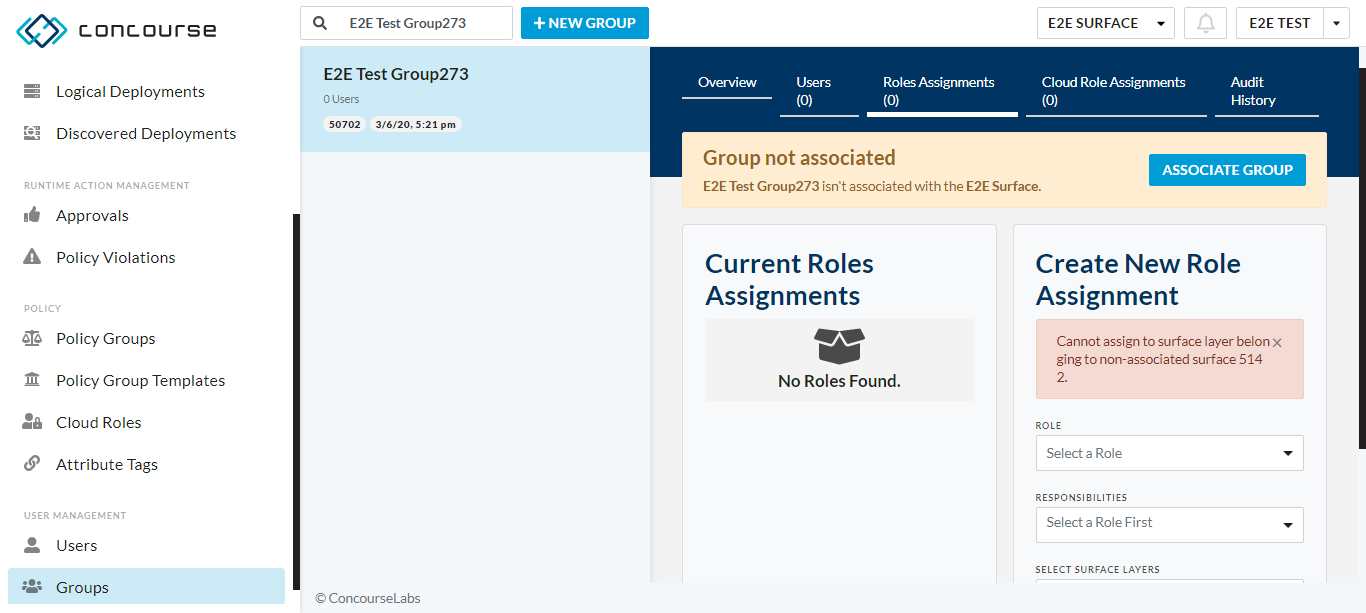 concourse
E2E Test Group273
NEW GROUP
E2E SURFACE
E2E TEST
Logical Deployments
Discovered Deployments
RUNTIME ACTION MANAGEMENT
Approvals
Policy Violations
POLICY
Policy Groups
Policy Group Templates
Cloud Roles
Attribute Tags
USER MANAGEMENT
Users
Groups
E2E Test Group273
0 Users
50702 3/6/20, 5:21 pm
Overview
Users
(0)
Roles Assignments
(0)
Cloud Role Assignments
(0)
Audit
History
Group not associated
E2E Test Group273 isn't associated with the E2E Surface.
ASSOCIATE GROUP
Current Roles
Assignments
No Roles Found.
Create New Role
Assignment
Cannot assign to surface layer belon
ging to non-associated surface 514
2.
ROLE
Select a Role
RESPONSIBILITIES
Select a Role First
SELECT SURFACE LAYERS
© ConcourseLabs